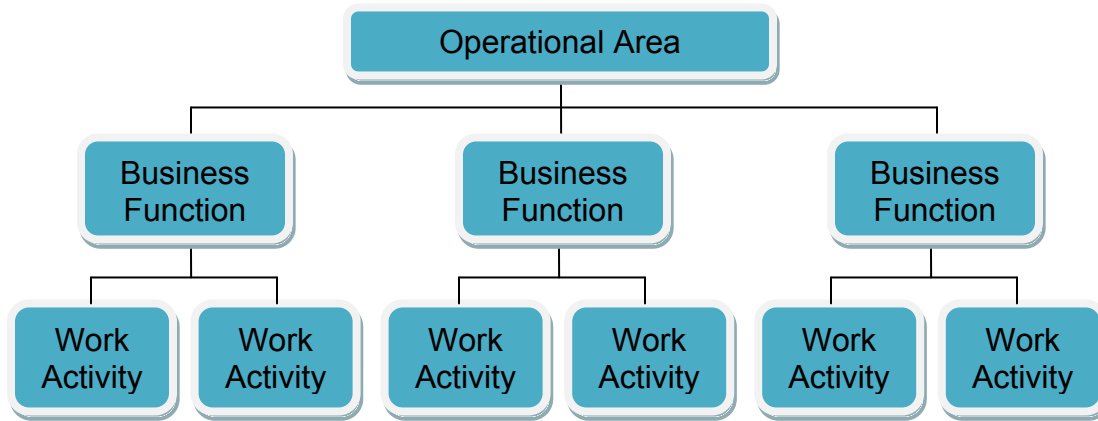 Operational Area
Business
Function
Business
Function
Business
Function
Work
Activity
Work
Activity
Work
Activity
Work
Activity
Work
Activity
Work
Activity